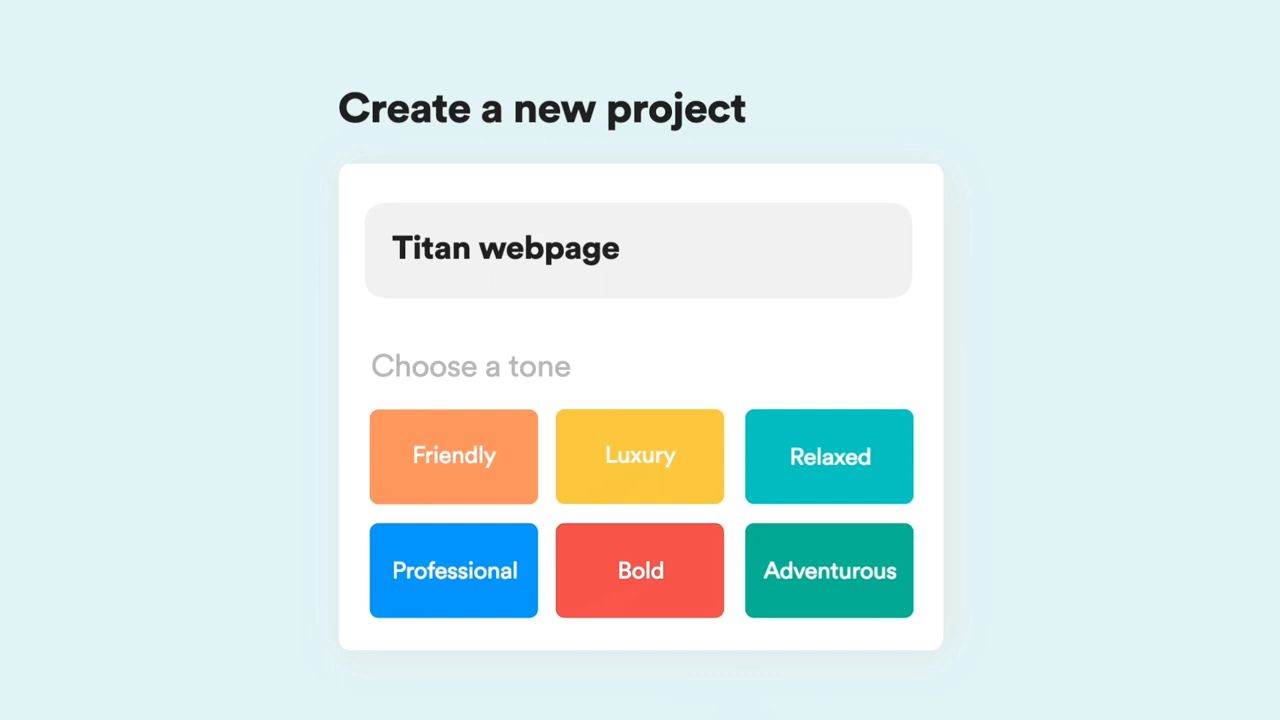 Create a new project
Titan webpage
Choose a tone
Friendly Luxury Relaxed
Professional Bold Adventurous